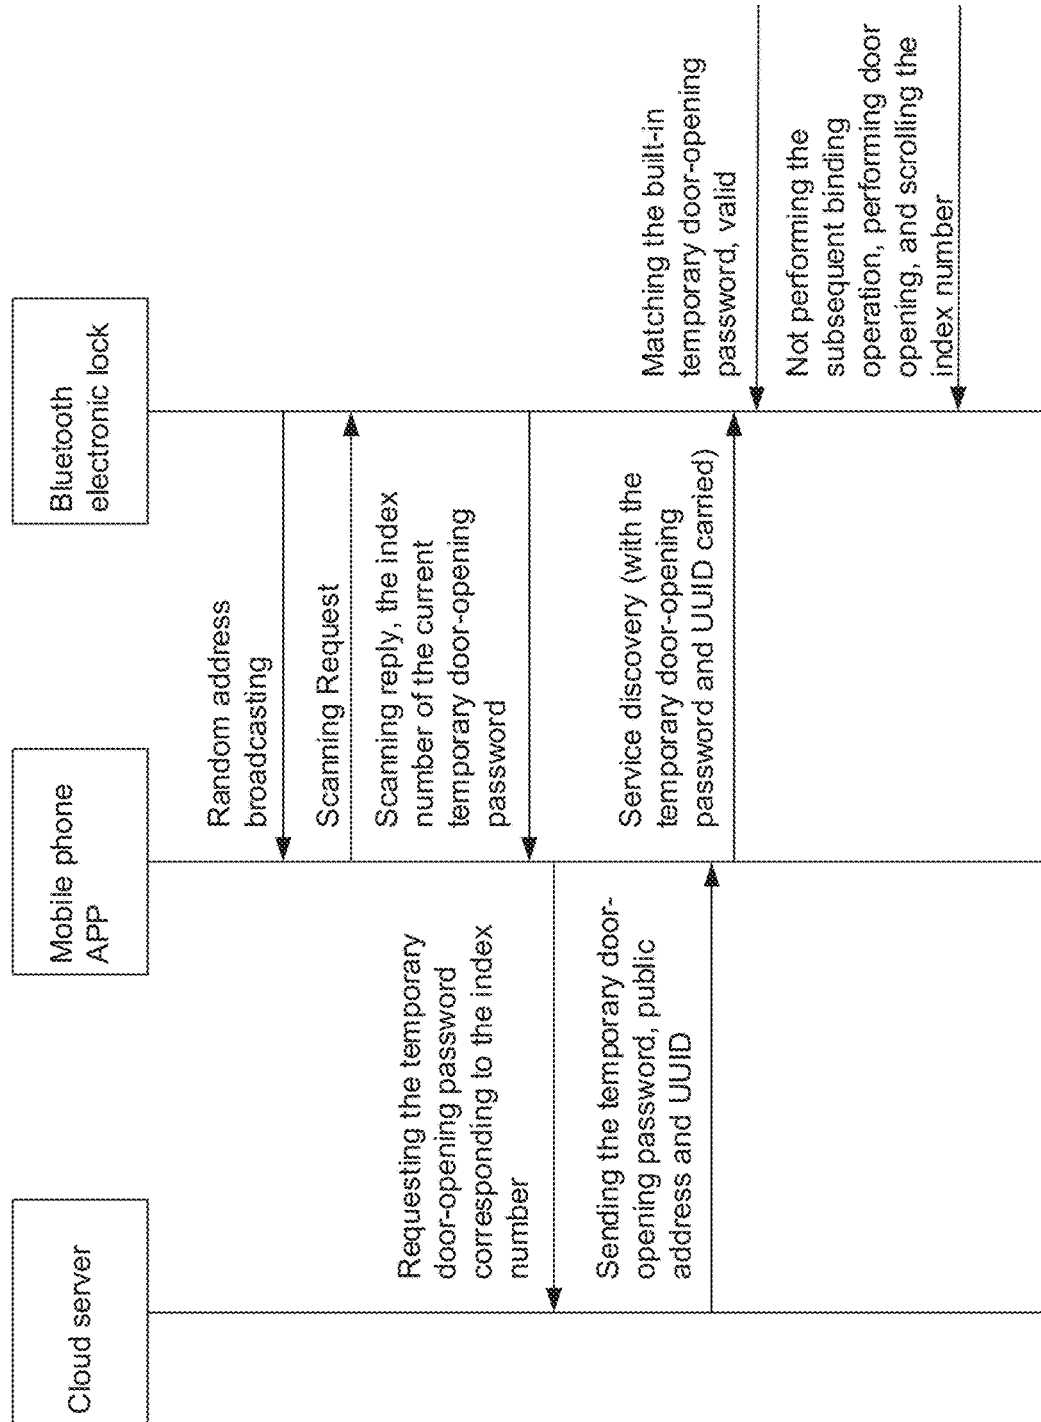 Cloud server
Mobile phone
APP
Bluetooth
electronic lock
Random address
broadcasting
Scanning Request
Scanning reply, the index
number of the current
temporary door-opening
password
Requesting the temporary
door-opening password
corresponding to the index
number
Sending the temporary door-
opening password, public
address and UUID
Service discovery (with the
temporary door-opening
password and UUID carried)
Matching the built-in
temporary door-opening
password, valid
Not performing the
subsequent binding
operation, performing door
opening, and scrolling the
index number